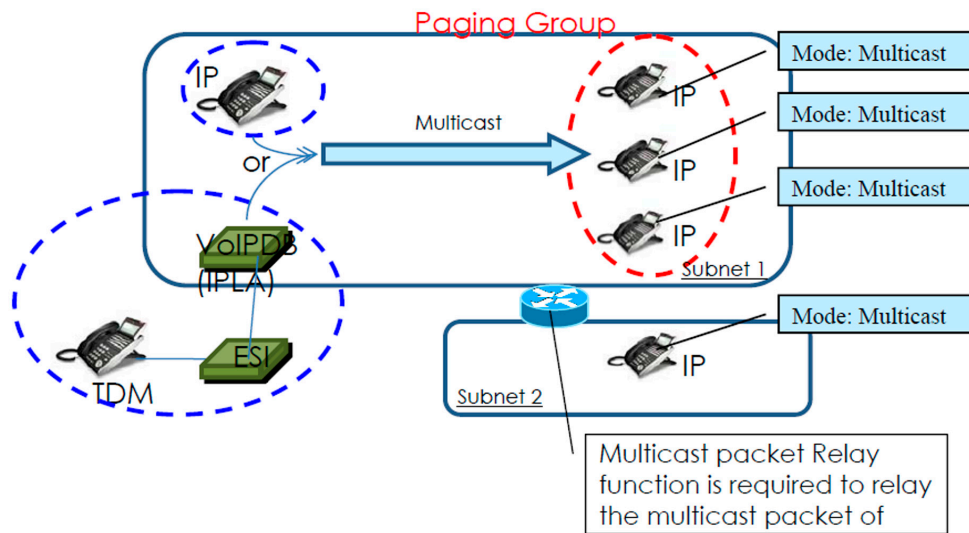 Paging Group
Mode: Multicast
IP
IP
Multicast
Mode: Multicast
or
IP
Mode: Multicast
VoIPDB
(IPLA)
IP
Subnet 1
Mode: Multicast
ESI
IP
TDM
Subnet 2
Multicast packet Relay
function is required to relay
the multicast packet of